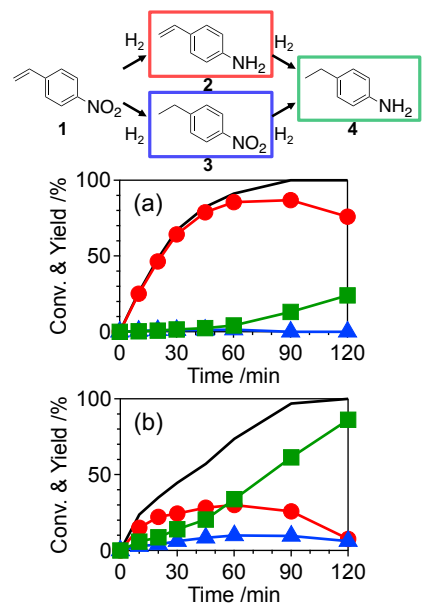 H₂ H₂
NH₂
2
NO₂
1
NH₂
4
H₂ H₂
NO₂
3
(a)
Conv. & Yield /%
100
50
0
0 30 60 90 120
Time /min
(b)
Conv. & Yield /%
100
50
0
0 30 60 90 120
Time /min